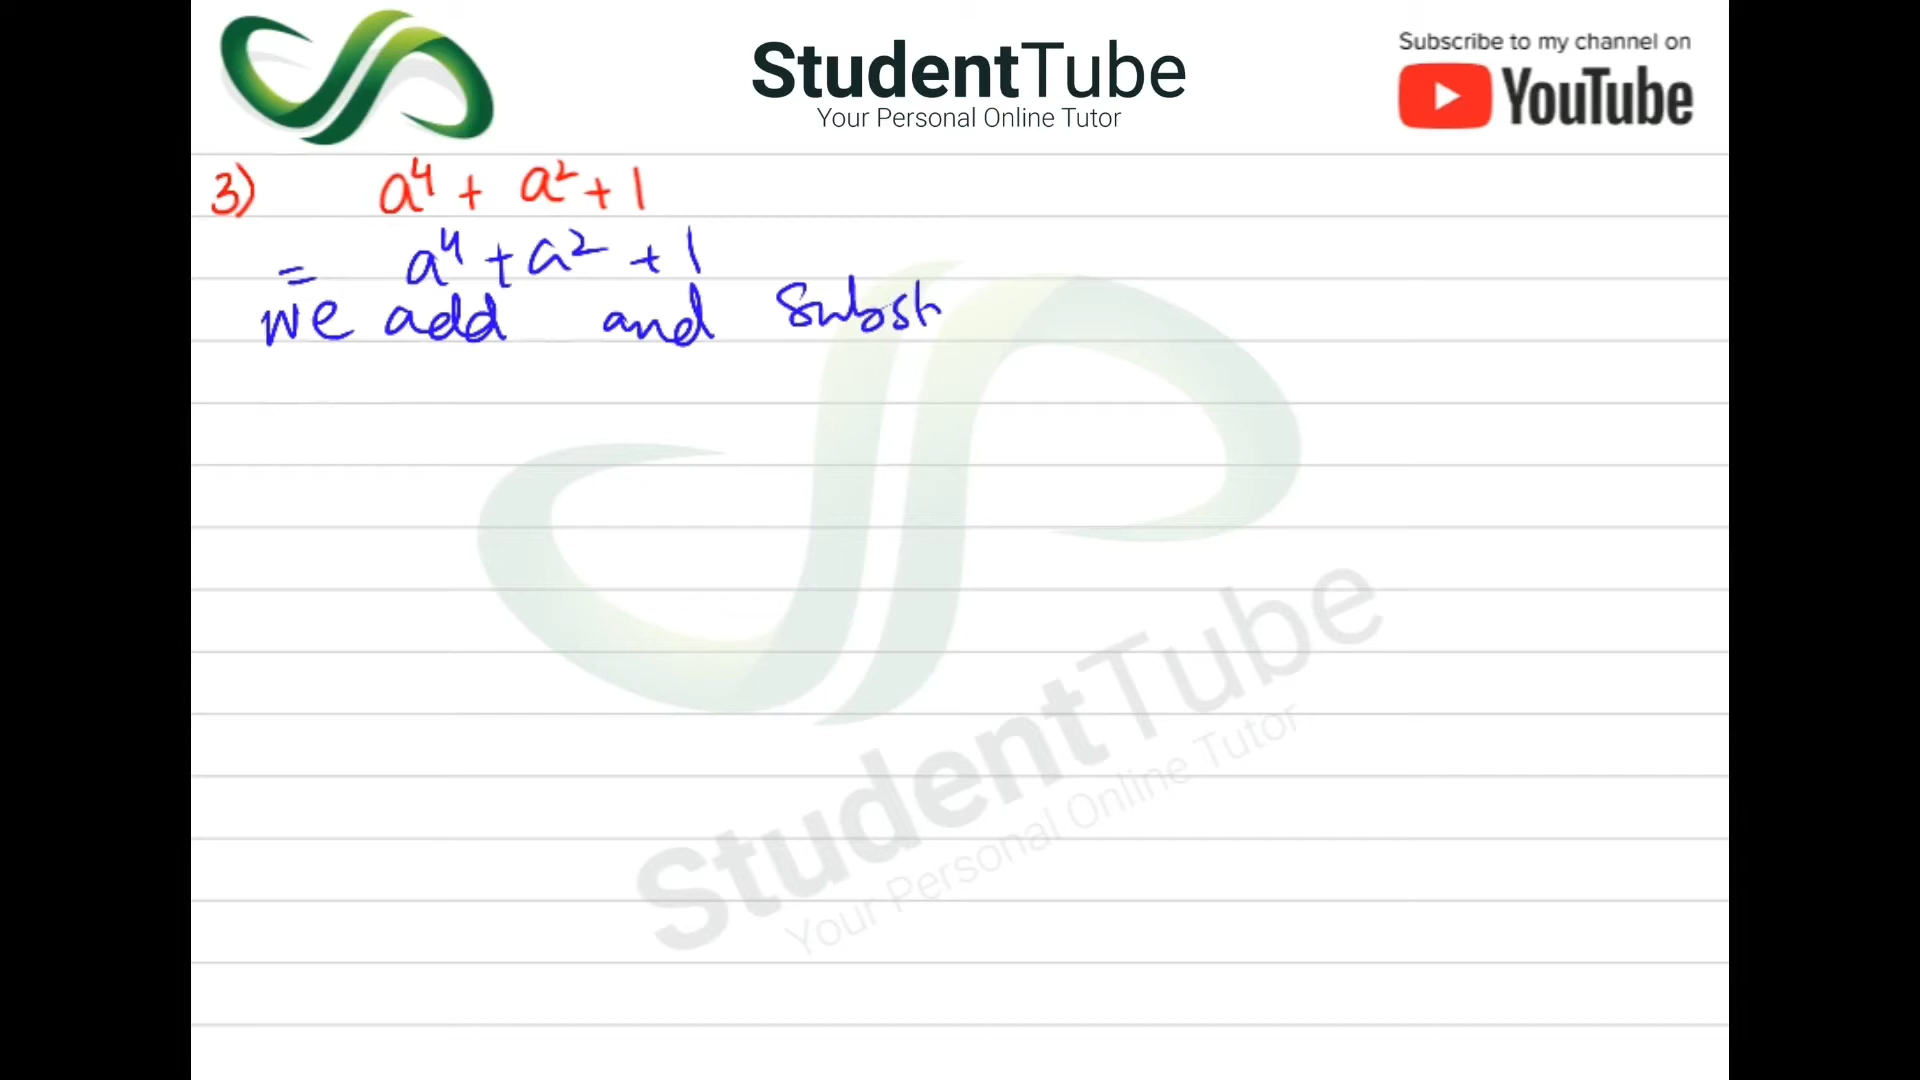 StudentTube
Your Personal Online Tutor
Subscribe to my channel on
YouTube
3) a⁴ + a² + 1
= a⁴ + a² + 1
we add and Subst
StudentTube
Your Personal Online Tutor